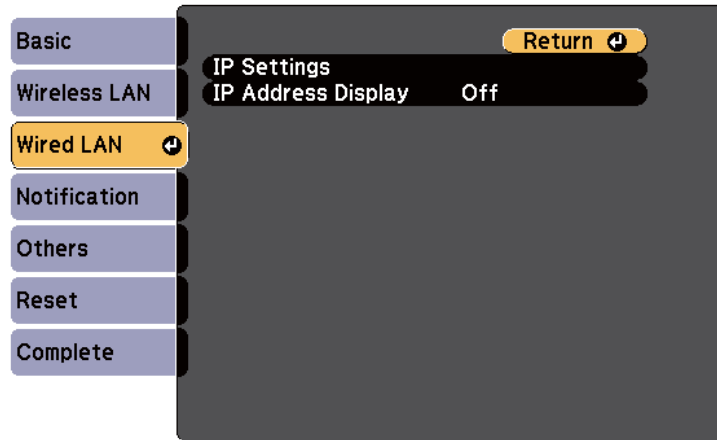 Basic
Wireless LAN
Wired LAN
Notification
Others
Reset
Complete
Return
IP Settings
IP Address Display Off